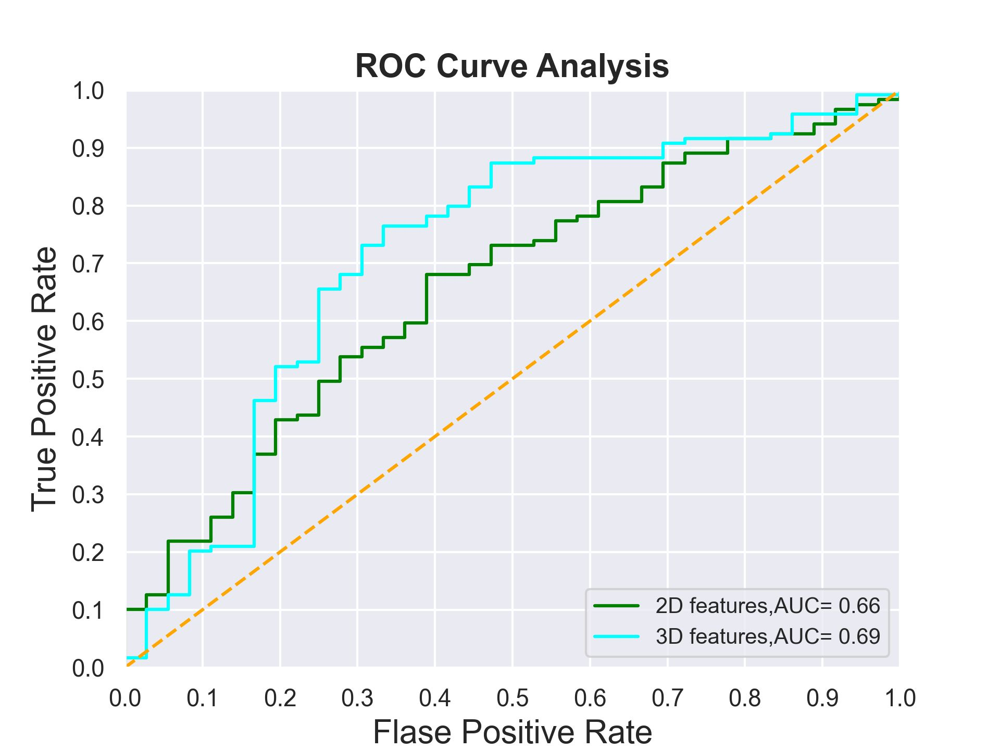 ROC Curve Analysis
True Positive Rate
1.0
0.9
0.8
0.7
0.6
0.5
0.4
0.3
0.2
0.1
0.0
2D features,AUC= 0.66
3D features,AUC= 0.69
0.0 0.1 0.2 0.3 0.4 0.5 0.6 0.7 0.8 0.9 1.0
Flase Positive Rate